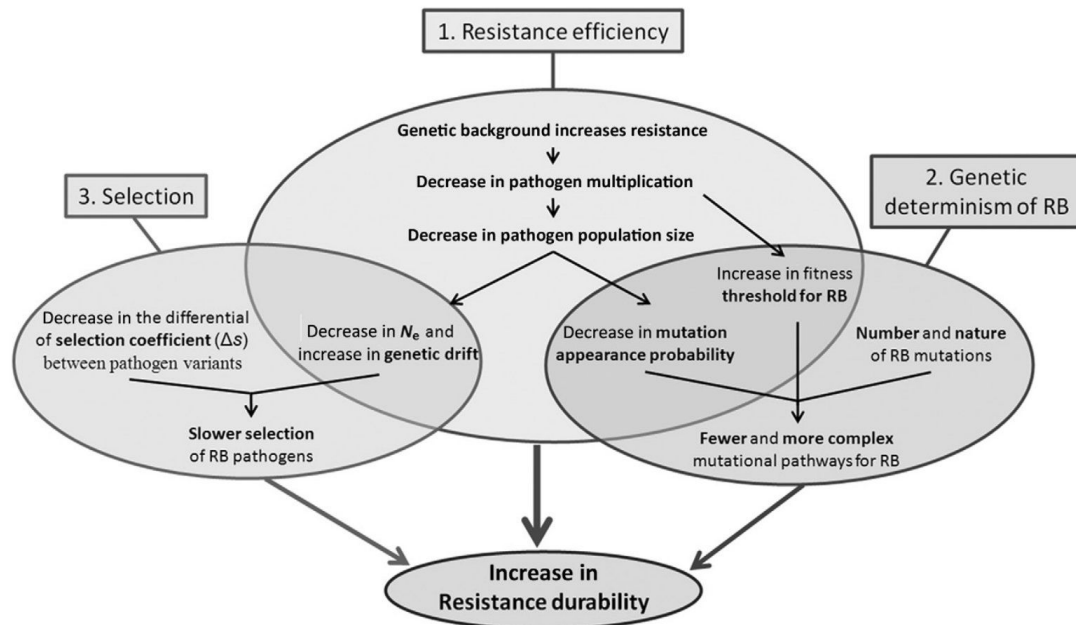 1. Resistance efficiency
Genetic background increases resistance
Decrease in pathogen multiplication
Decrease in pathogen population size
3. Selection
2. Genetic
determinism of RB
Decrease in the differential
of selection coefficient (Δs)
between pathogen variants
Decrease in Ne and
increase in genetic drift
Slower selection
of RB pathogens
Increase in fitness
threshold for RB
Decrease in mutation
appearance probability
Number and nature
of RB mutations
Fewer and more complex
mutational pathways for RB
Increase in
Resistance durability